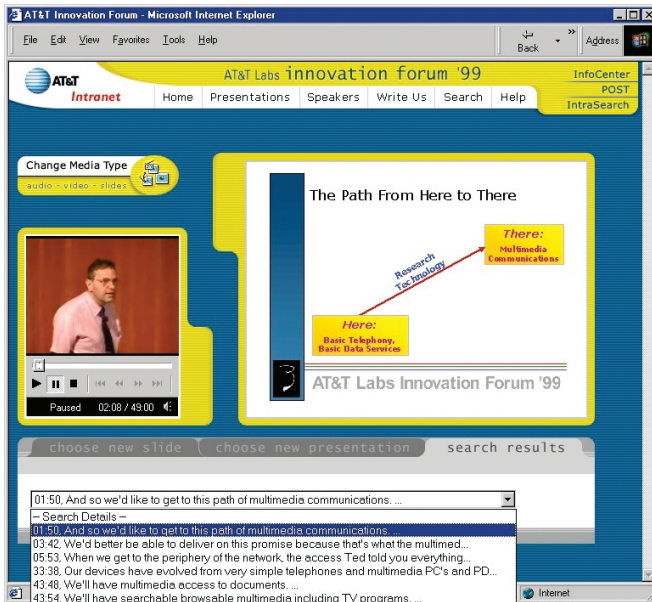 AT&T Innovation Forum - Microsoft Internet Explorer
File Edit View Favorites Tools Help
Back
»
Address
AT&T
Intranet
AT&T Labs innovation forum '99
Home Presentations Speakers Write Us Search Help
InfoCenter
POST
IntraSearch
Change Media Type
audio - video - slides
The Path From Here to There
There:
Multimedia
Communications
Research
Technology
Here:
Basic Telephony,
Basic Data Services
3
AT&T Labs Innovation Forum '99
Paused 02:08 / 49:00
choose new slide choose new presentation search results
01:50, And so we'd like to get to this path of multimedia communications. ...
-- Search Details --
01:50, And so we'd like to get to this path of multimedia communications. ...
03:42, We'd better be able to deliver on this promise because that's what the multimed...
05:53, When we get to the periphery of the network, the access Ted told you everything...
33:38, Our devices have evolved from very simple telephones and multimedia PC's and PD...
43:48, We'll have multimedia access to documents. ...
43:54, We'll have searchable browsable multimedia including TV programs. ...
Internet